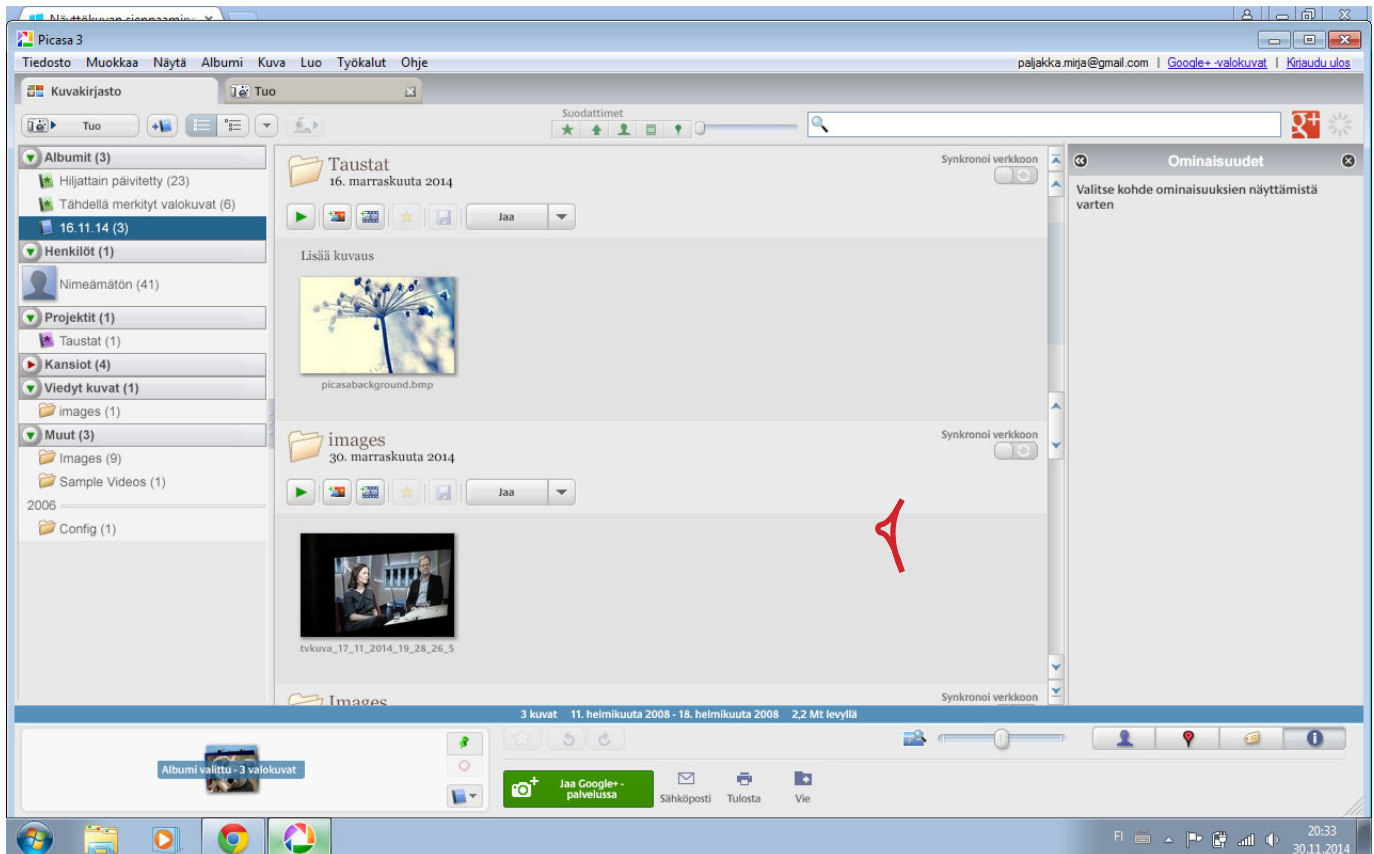 Näyttökuvan sieppaaming
Picasa 3
Tiedosto Muokkaa Näytä Albumi Kuva Luo Työkalut Ohje
paljakka.mirja@gmail.com | Google+ -valokuvat | Kirjaudu ulos
Kuvakirjasto
Tuo
Tuo
Suodattimet
g+
Albumit (3)
Hiljattain päivitetty (23)
Tähdellä merkityt valokuvat (6)
16.11.14 (3)
Henkilöt (1)
Nimeämätön (41)
Projektit (1)
Taustat (1)
Kansiot (4)
Viedyt kuvat (1)
images (1)
Muut (3)
Images (9)
Sample Videos (1)
2006
Config (1)
Taustat
16. marraskuuta 2014
Synkronoi verkkoon
Jaa
Lisää kuvaus
picasabackground.bmp
images
30. marraskuuta 2014
Synkronoi verkkoon
Jaa
tvkuva_17_11_2014_19_28_26_5
Images
Synkronoi verkkoon
Ominaisuudet
Valitse kohde ominaisuuksien näyttämistä
varten
3 kuvat 11. helmikuuta 2008 - 18. helmikuuta 2008 2,2 Mt levyllä
Albumi valittu - 3 valokuvat
Jaa Google+ -
palvelussa
Sähköposti
Tulosta
Vie
FI
20:33
30.11.2014